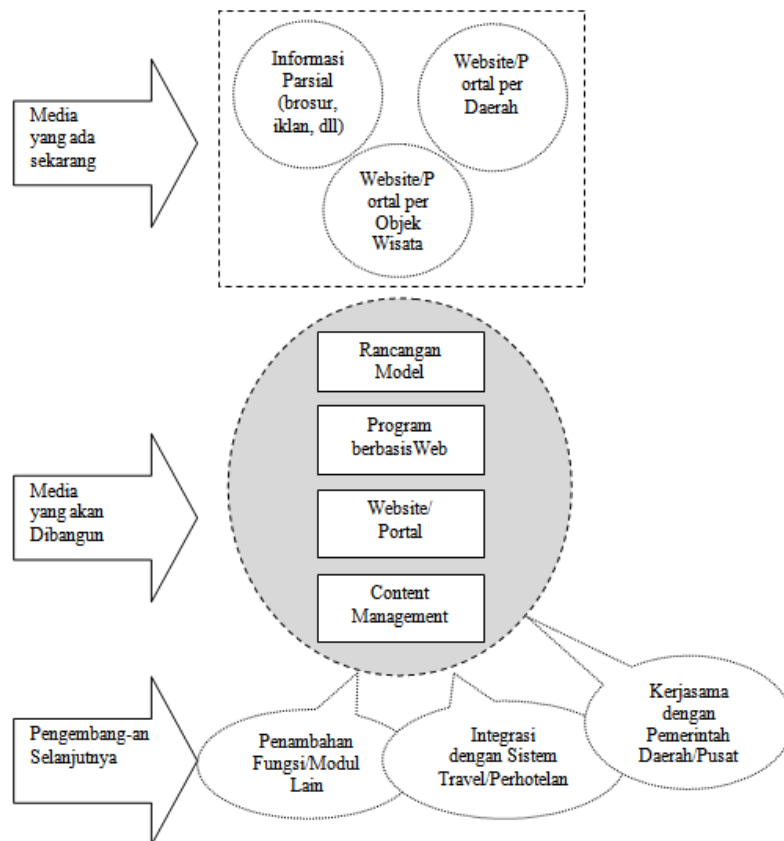 Media
yang ada
sekarang
Informasi
Parsial
(brosur,
iklan, dll)
Website/P
ortal per
Daerah
Website/P
ortal per
Objek
Wisata
Media
yang akan
Dibangun
Rancangan
Model
Program
berbasisWeb
Website/
Portal
Content
Management
Pengembang-an
Selanjutnya
Penambahan
Fungsi/Modul
Lain
Integrasi
dengan Sistem
Travel/Perhotelan
Kerjasama
dengan
Pemerintah
Daerah/Pusat